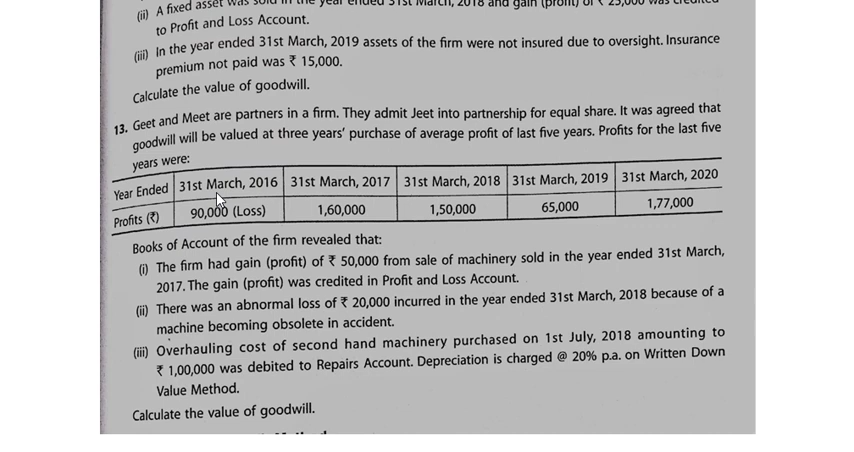 (ii) A fixed asset was sold in the year ended 31st March, 2018 and gain (profit) of ₹ 25,000 was credited
to Profit and Loss Account.
(iii) In the year ended 31st March, 2019 assets of the firm were not insured due to oversight. Insurance
premium not paid was ₹ 15,000.
Calculate the value of goodwill.
13. Geet and Meet are partners in a firm. They admit Jeet into partnership for equal share. It was agreed that
goodwill will be valued at three years' purchase of average profit of last five years. Profits for the last five
years were:
Year Ended 31st March, 2016 31st March, 2017 31st March, 2018 31st March, 2019 31st March, 2020
Profits (₹) 90,000 (Loss) 1,60,000 1,50,000 65,000 1,77,000
Books of Account of the firm revealed that:
(i) The firm had gain (profit) of ₹ 50,000 from sale of machinery sold in the year ended 31st March,
2017. The gain (profit) was credited in Profit and Loss Account.
(ii) There was an abnormal loss of ₹ 20,000 incurred in the year ended 31st March, 2018 because of a
machine becoming obsolete in accident.
(iii) Overhauling cost of second hand machinery purchased on 1st July, 2018 amounting to
₹ 1,00,000 was debited to Repairs Account. Depreciation is charged @ 20% p.a. on Written Down
Value Method.
Calculate the value of goodwill.